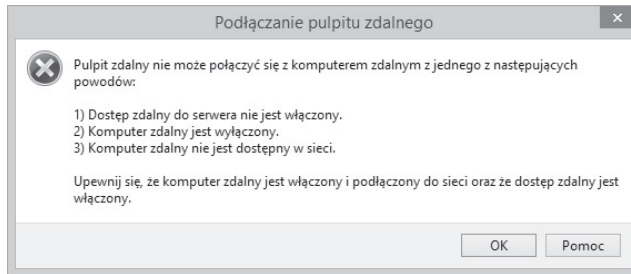 Podłączanie pulpitu zdalnego
Pulpit zdalny nie może połączyć się z komputerem zdalnym z jednego z następujących
powodów:
1) Dostęp zdalny do serwera nie jest włączony.
2) Komputer zdalny jest wyłączony.
3) Komputer zdalny nie jest dostępny w sieci.
Upewnij się, że komputer zdalny jest włączony i podłączony do sieci oraz że dostęp zdalny jest
włączony.
OK Pomoc